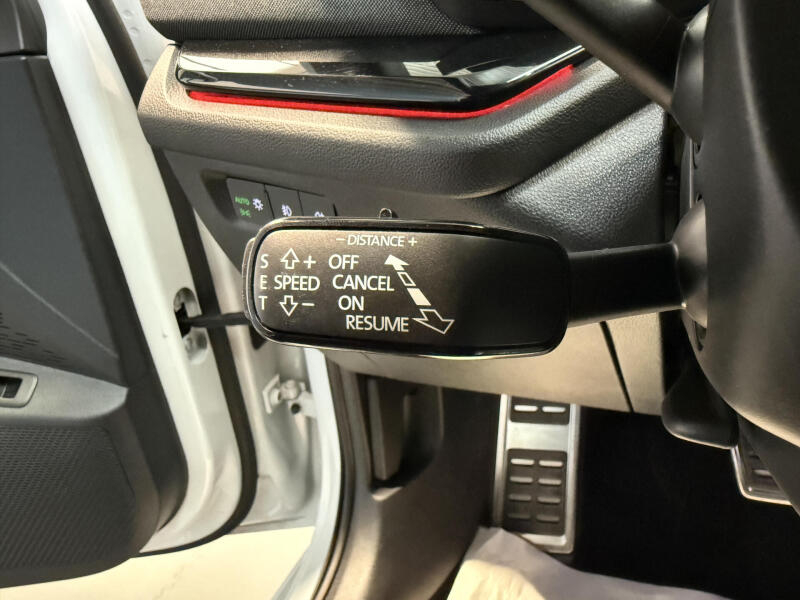 AUTO
- DISTANCE +
S + OFF
E SPEED CANCEL
T - ON
RESUME